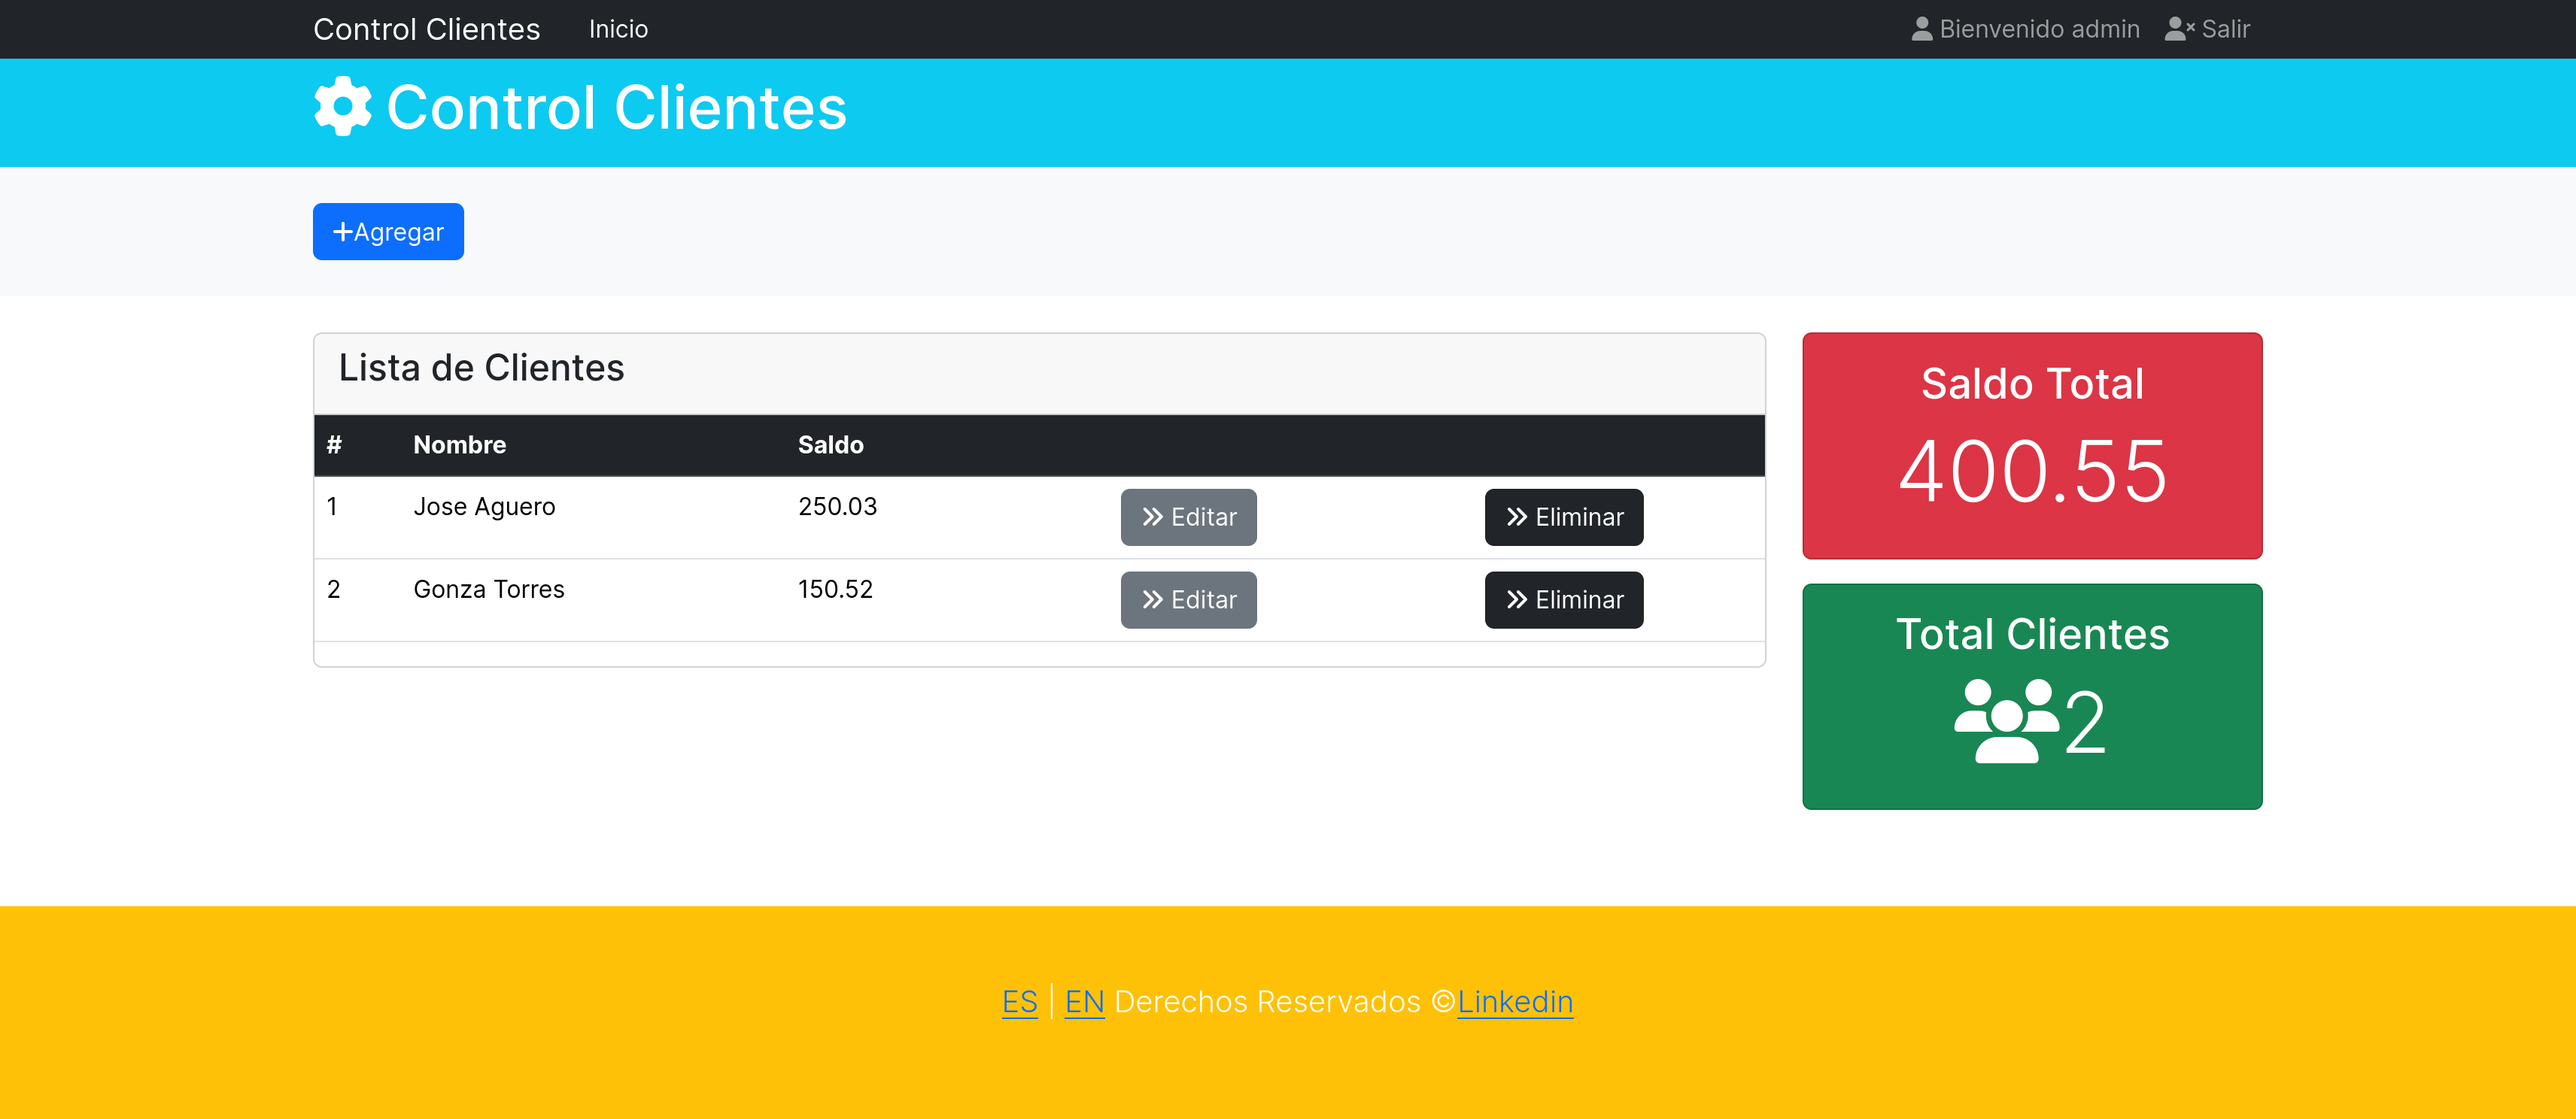 Control Clientes Inicio Bienvenido admin Salir
Control Clientes
+Agregar
Lista de Clientes
# Nombre Saldo
1 Jose Aguero 250.03 Editar Eliminar
2 Gonza Torres 150.52 Editar Eliminar
Saldo Total
400.55
Total Clientes
2
ES | EN Derechos Reservados ©Linkedin